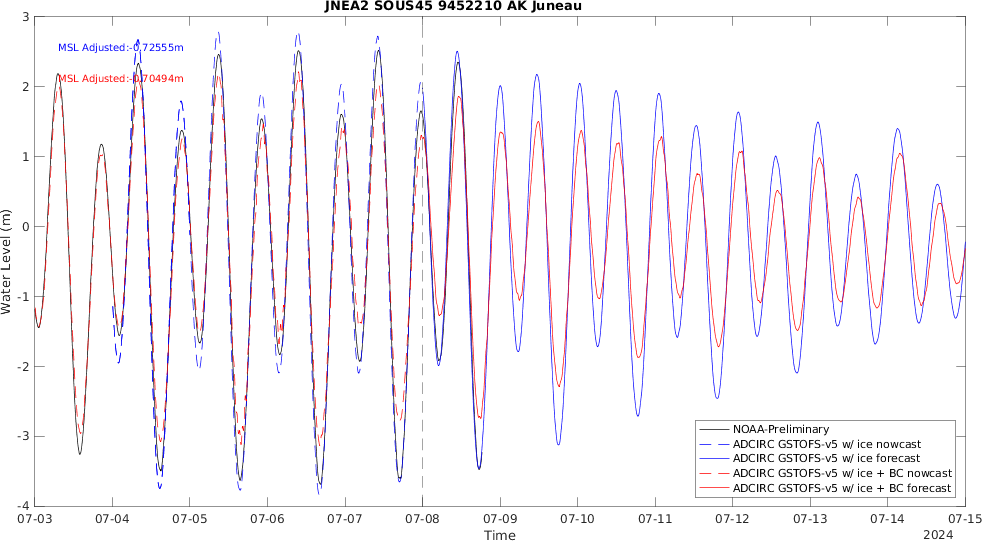 JNEA2 SOUS45 9452210 AK Juneau
3
MSL Adjusted:-0.72555m
MSL Adjusted:-0.70494m
2
1
0
-1
-2
-3
-4
Water Level (m)
NOAA-Preliminary
ADCIRC GSTOFS-v5 w/ ice nowcast
ADCIRC GSTOFS-v5 w/ ice forecast
ADCIRC GSTOFS-v5 w/ ice + BC nowcast
ADCIRC GSTOFS-v5 w/ ice + BC forecast
07-03 07-04 07-05 07-06 07-07 07-08 07-09 07-10 07-11 07-12 07-13 07-14 07-15
Time
2024